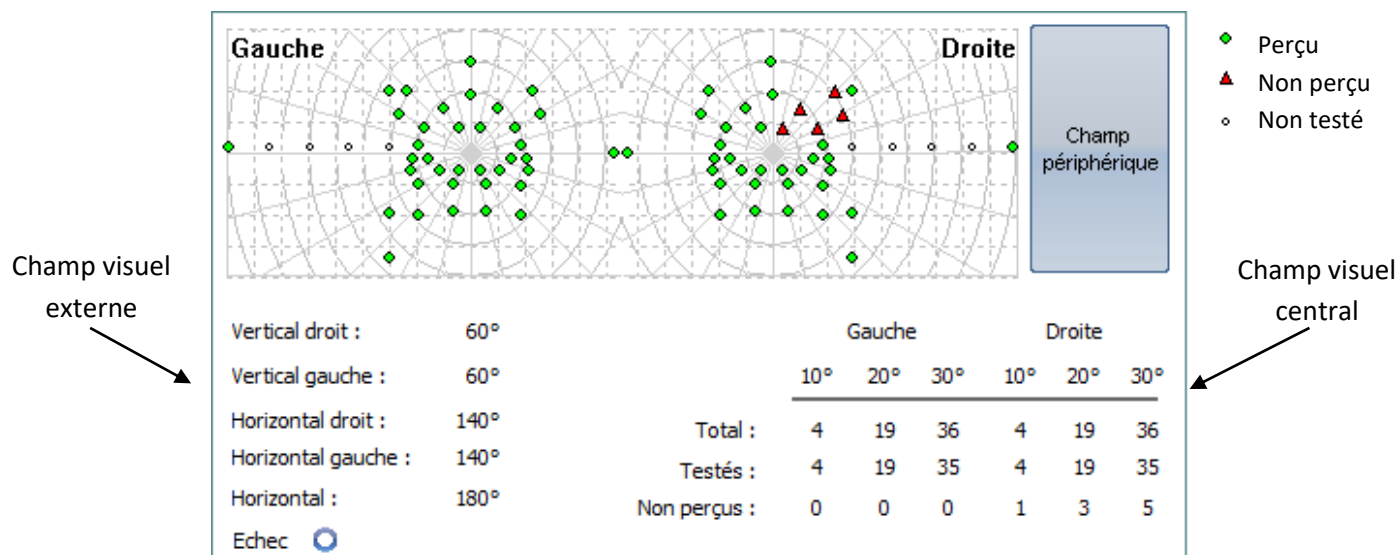 Gauche
Droite
Champ
périphérique
Perçu
Non perçu
Non testé
Champ visuel
externe
Champ visuel
central
Vertical droit : 60°
Vertical gauche : 60°
Horizontal droit : 140°
Horizontal gauche : 140°
Horizontal : 180°
Echec
Gauche Droite
10° 20° 30° 10° 20° 30°
Total : 4 19 36 4 19 36
Testés : 4 19 35 4 19 35
Non perçus : 0 0 0 1 3 5